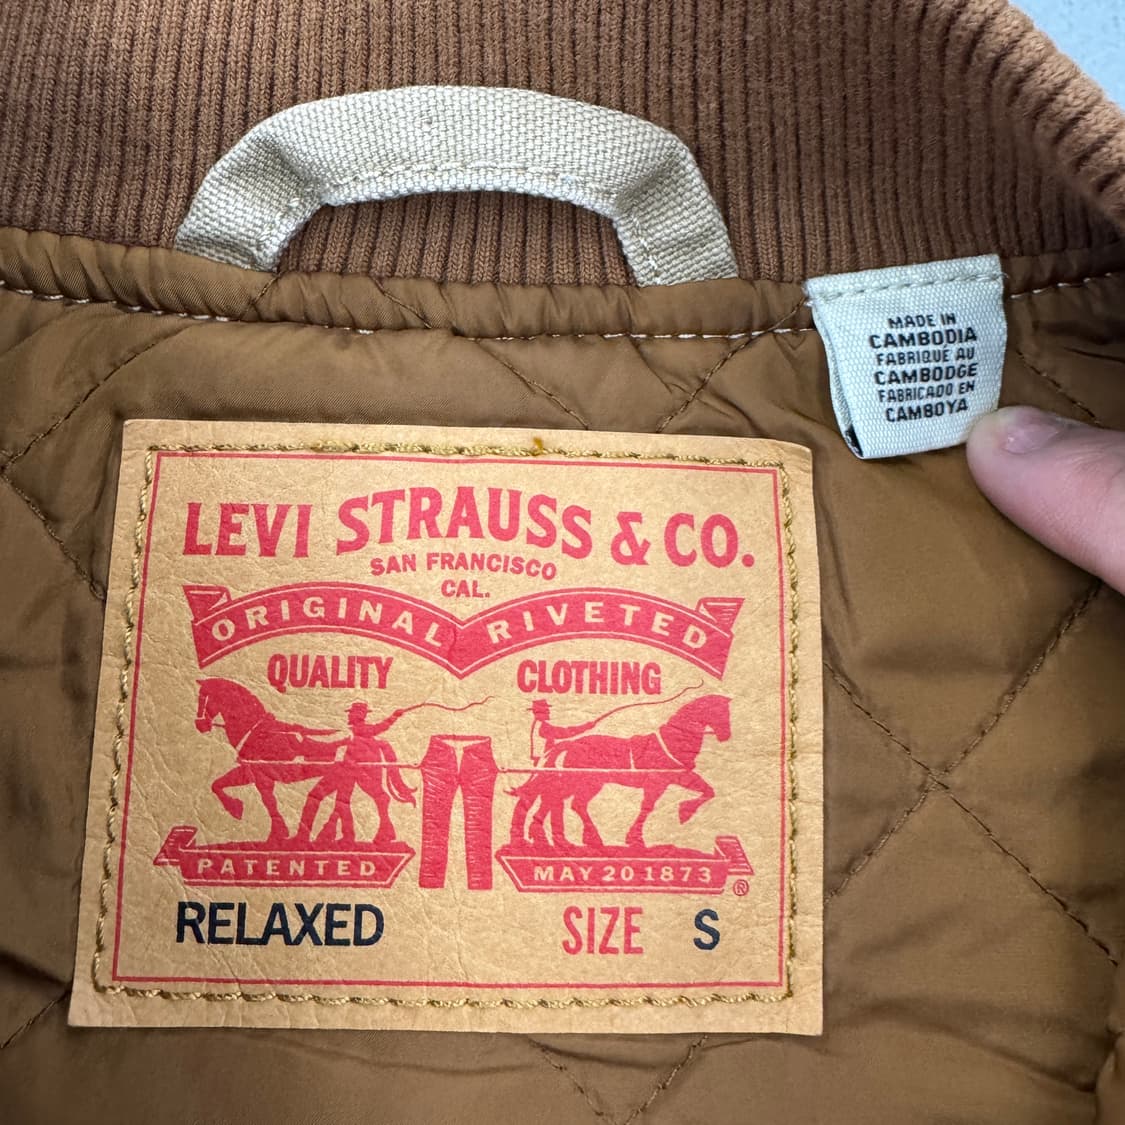 MADE IN
CAMBODIA
FABRIQUÉ AU
CAMBODGE
FABRICADO EN
CAMBOYA
LEVI STRAUSS & CO.
SAN FRANCISCO
CAL.
ORIGINAL RIVETED
QUALITY CLOTHING
PATENTED MAY 20 1873 ®
RELAXED SIZE S